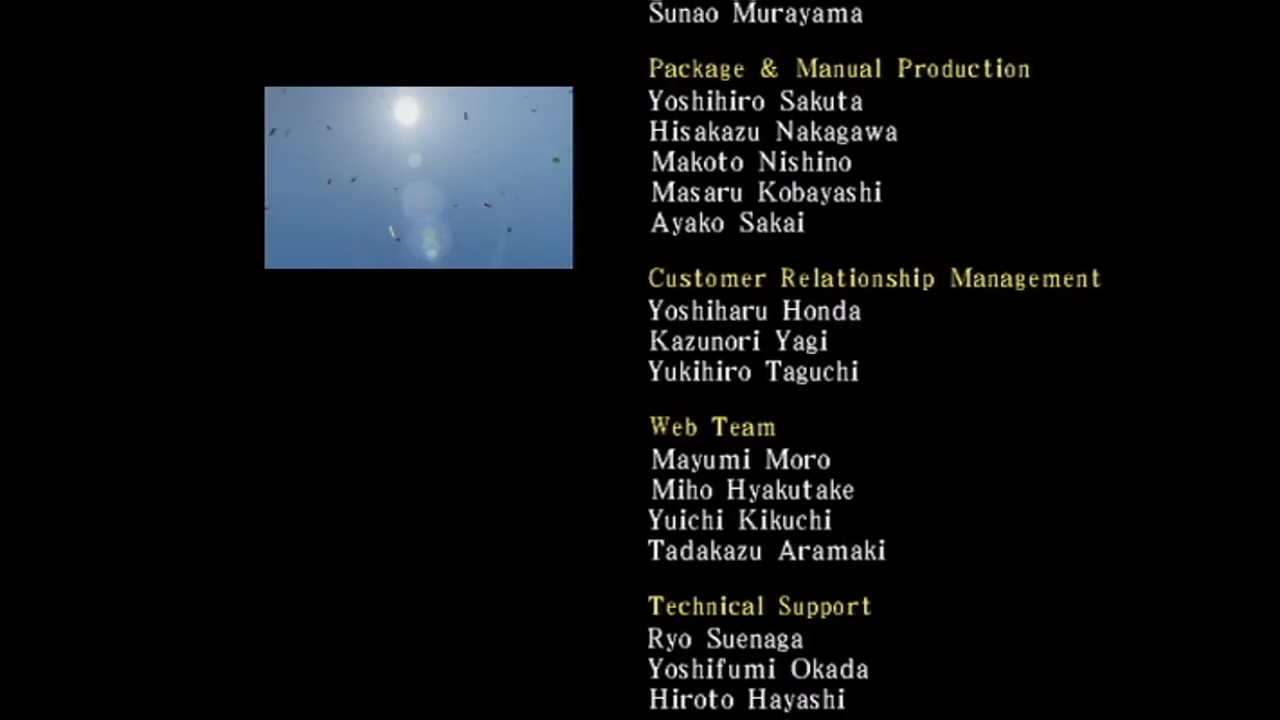 Sunao Murayama
Package & Manual Production
Yoshihiro Sakuta
Hisakazu Nakagawa
Makoto Nishino
Masaru Kobayashi
Ayako Sakai
Customer Relationship Management
Yoshiharu Honda
Kazunori Yagi
Yukihiro Taguchi
Web Team
Mayumi Moro
Miho Hyakutake
Yuichi Kikuchi
Tadakazu Aramaki
Technical Support
Ryo Suenaga
Yoshifumi Okada
Hiroto Hayashi